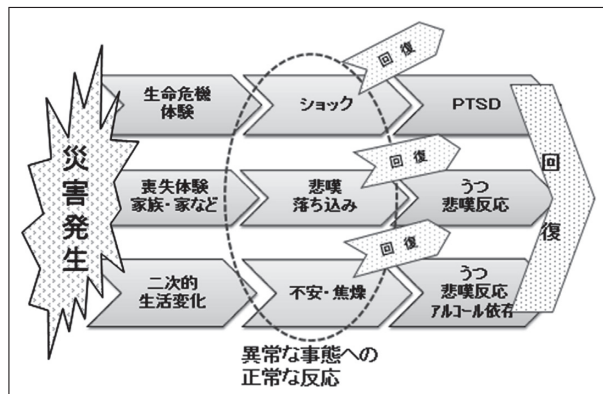 災害発生
生命危機
体験
ショック
回復
PTSD
喪失体験
家族・家など
悲嘆
落ち込み
回復
うつ
悲嘆反応
二次的
生活変化
不安・焦燥
回復
うつ
悲嘆反応
アルコール依存
回復
異常な事態への
正常な反応